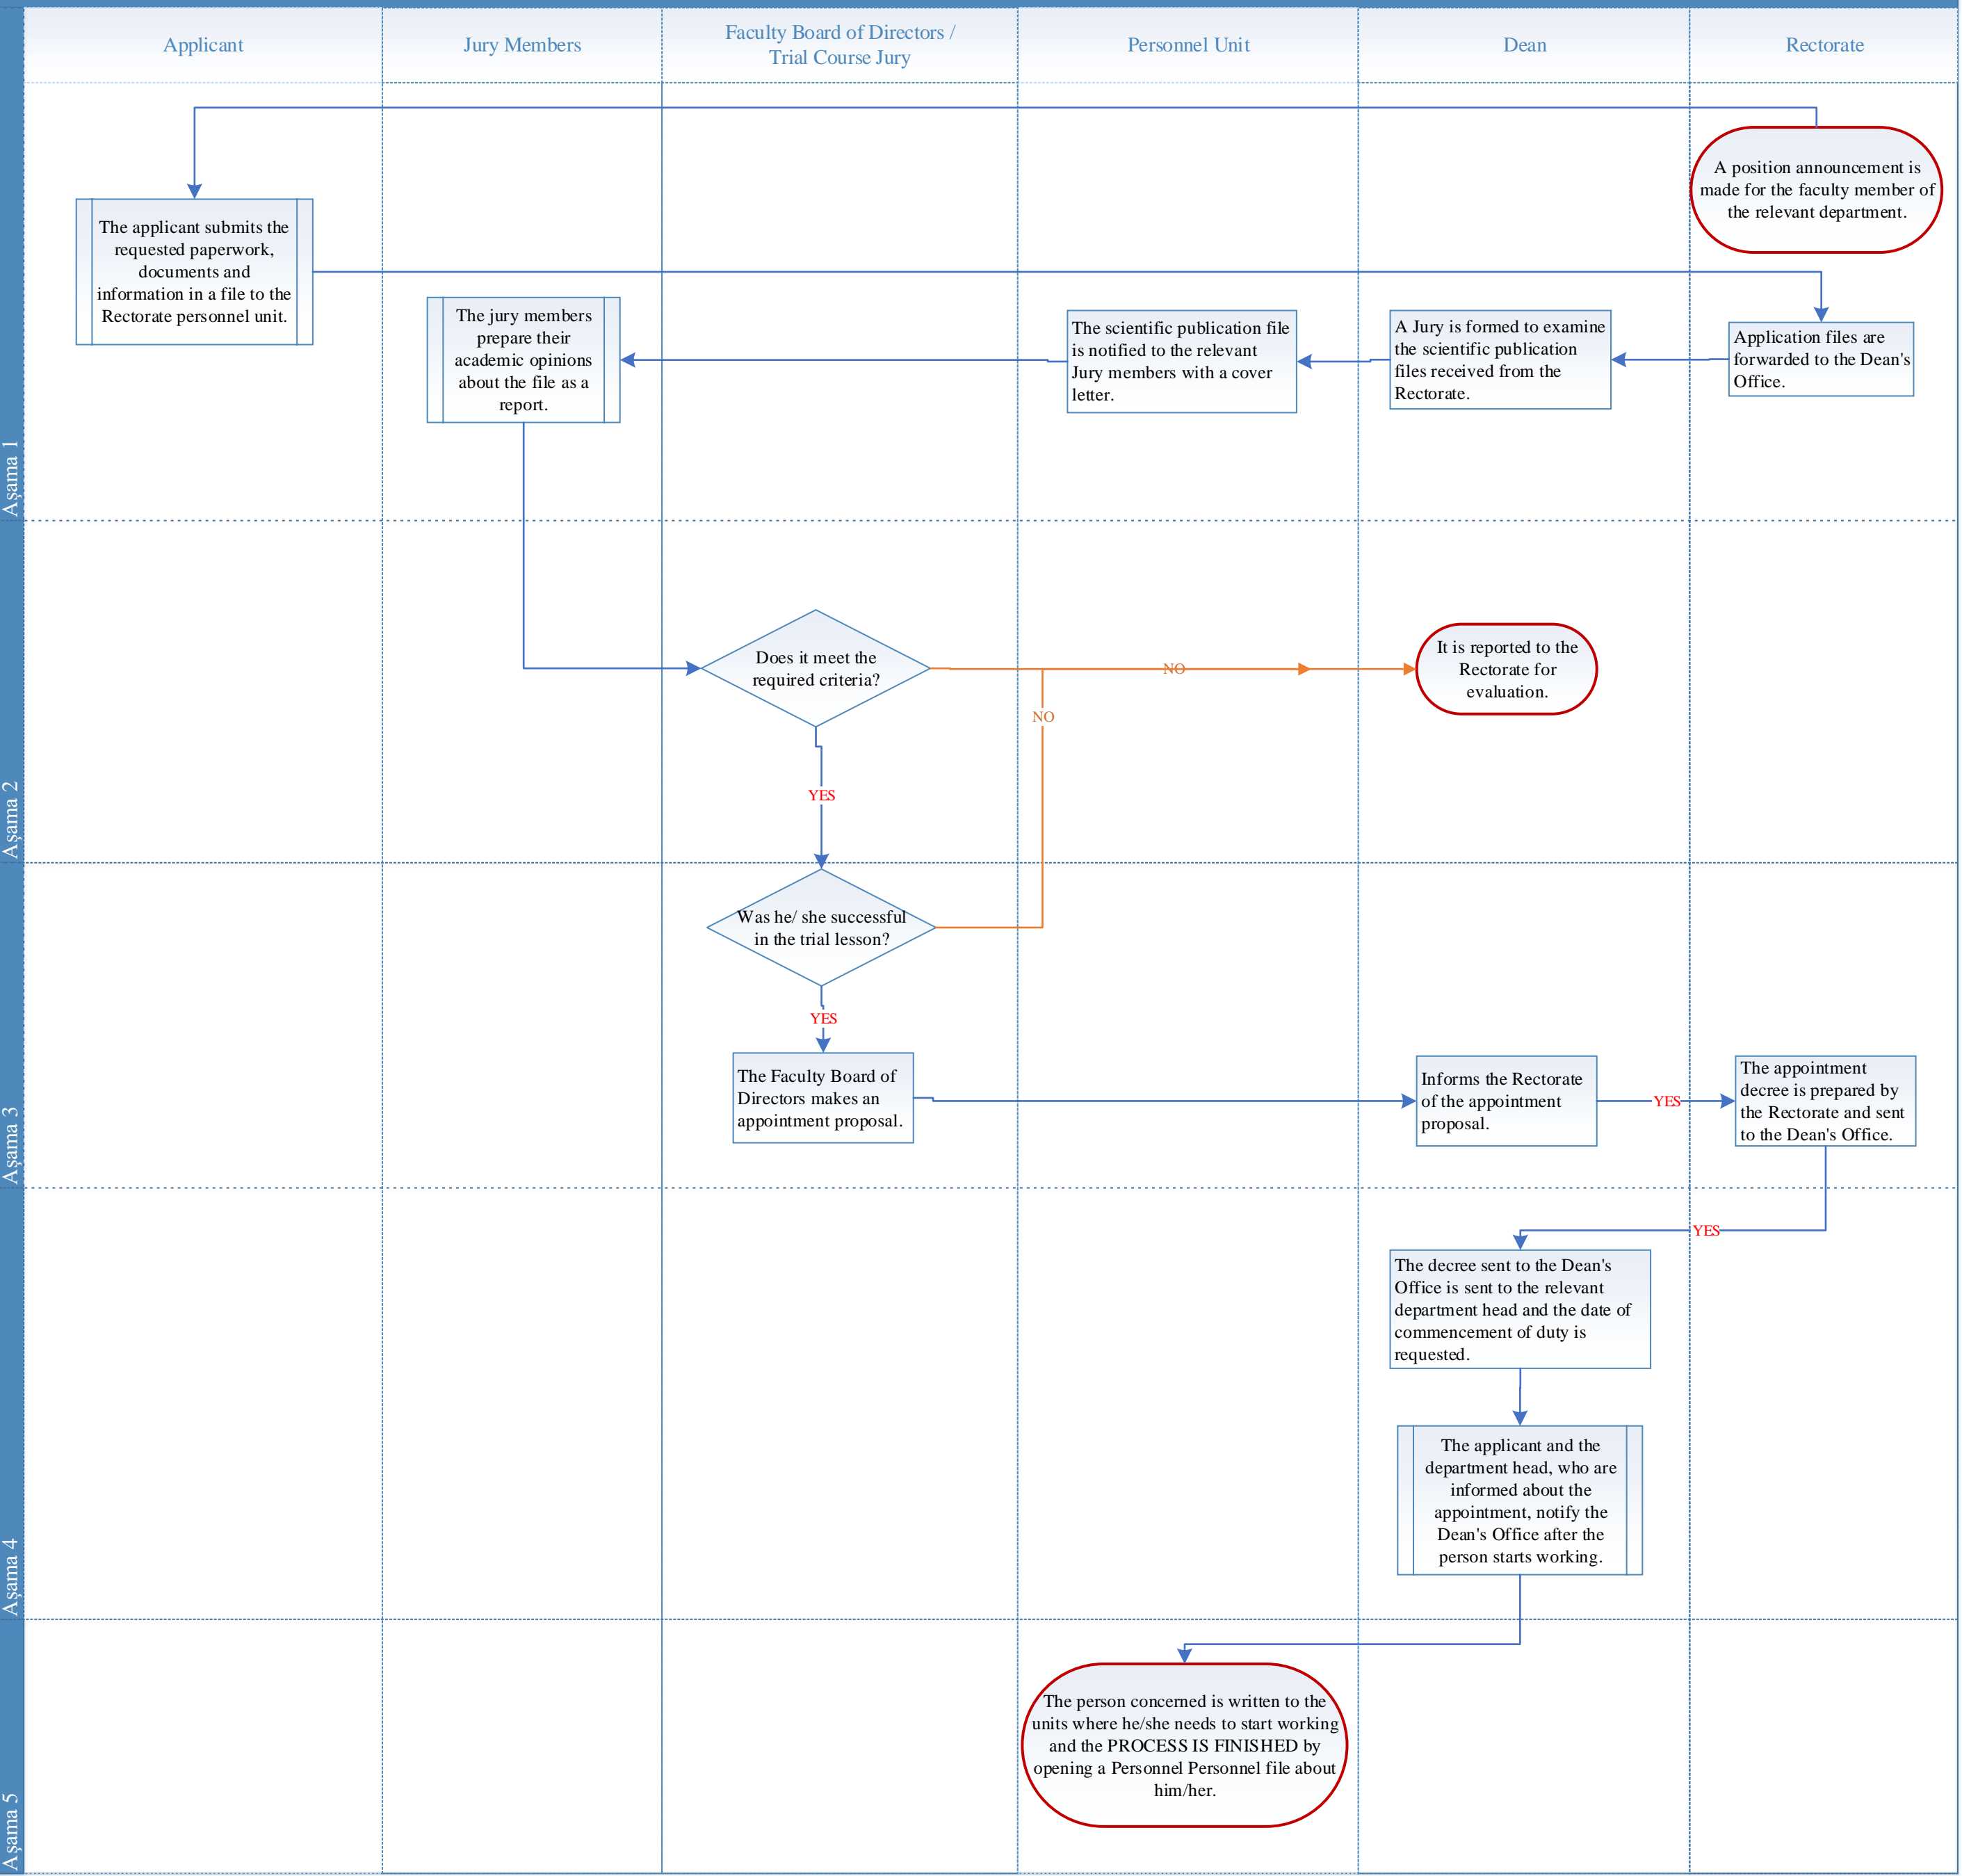 Applicant
Jury Members
Faculty Board of Directors /
Trial Course Jury
Personnel Unit
Dean
Rectorate
Aşama 1
A position announcement is
made for the faculty member of
the relevant department.
The applicant submits the
requested paperwork,
documents and
information in a file to the
Rectorate personnel unit.
Application files are
forwarded to the Dean's
Office.
A Jury is formed to examine
the scientific publication
files received from the
Rectorate.
The scientific publication file
is notified to the relevant
Jury members with a cover
letter.
The jury members
prepare their
academic opinions
about the file as a
report.
Aşama 2
Does it meet the
required criteria?
NO
It is reported to the
Rectorate for
evaluation.
NO
YES
Aşama 3
Was he/ she successful
in the trial lesson?
YES
The Faculty Board of
Directors makes an
appointment proposal.
Informs the Rectorate
of the appointment
proposal.
YES
The appointment
decree is prepared by
the Rectorate and sent
to the Dean's Office.
Aşama 4
YES
The decree sent to the Dean's
Office is sent to the relevant
department head and the date of
commencement of duty is
requested.
The applicant and the
department head, who are
informed about the
appointment, notify the
Dean's Office after the
person starts working.
Aşama 5
The person concerned is written to the
units where he/she needs to start working
and the PROCESS IS FINISHED by
opening a Personnel Personnel file about
him/her.